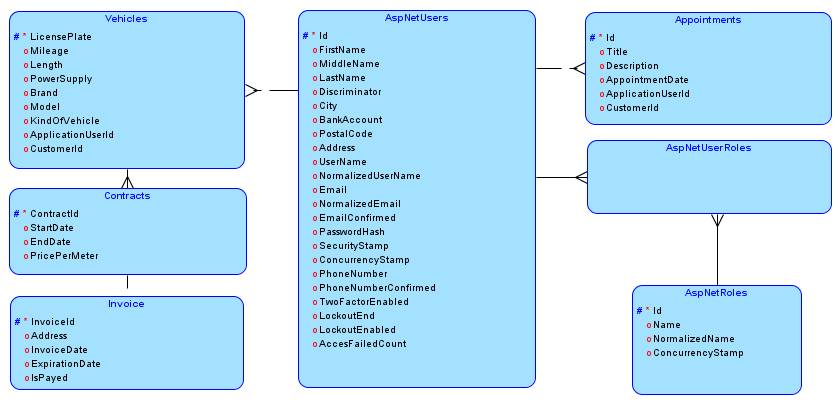 Vehicles
# * LicensePlate
o Mileage
o Length
o PowerSupply
o Brand
o Model
o KindOfVehicle
o ApplicationUserId
o CustomerId
Contracts
# * ContractId
o StartDate
o EndDate
o PricePerMeter
Invoice
# * InvoiceId
o Address
o InvoiceDate
o ExpirationDate
o IsPayed
AspNetUsers
# * Id
o FirstName
o MiddleName
o LastName
o Discriminator
o City
o BankAccount
o PostalCode
o Address
o UserName
o NormalizedUserName
o Email
o NormalizedEmail
o EmailConfirmed
o PasswordHash
o SecurityStamp
o ConcurrencyStamp
o PhoneNumber
o PhoneNumberConfirmed
o TwoFactorEnabled
o LockoutEnd
o LockoutEnabled
o AccesFailedCount
Appointments
# * Id
o Title
o Description
o AppointmentDate
o ApplicationUserId
o CustomerId
AspNetUserRoles
AspNetRoles
# * Id
o Name
o NormalizedName
o ConcurrencyStamp